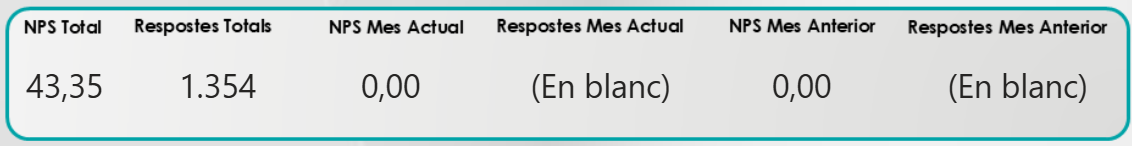 NPS Total Respostes Totals NPS Mes Actual Respostes Mes Actual NPS Mes Anterior Respostes Mes Anterior
43,35 1.354 0,00 (En blanc) 0,00 (En blanc)